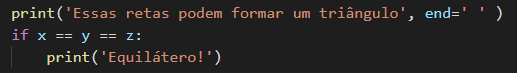 print('Essas retas podem formar um triângulo', end=' ' )
if x == y == z:
    print('Equilátero!')